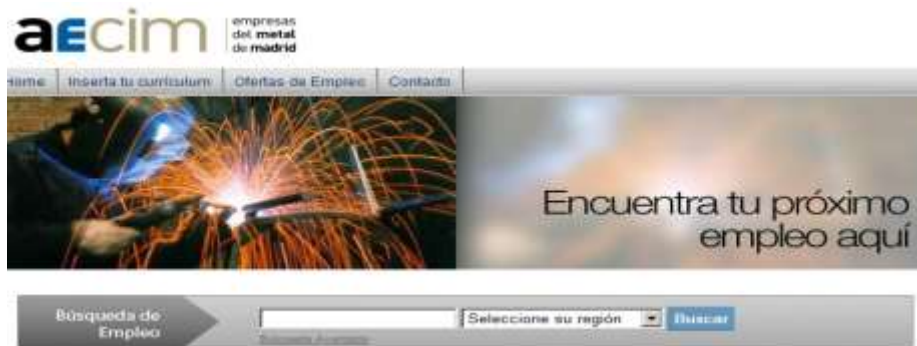 aECim
empresas
del metal
de madrid
Home Inserta tu curriculum Ofertas de Empleo Contacto
Encuentra tu próximo
empleo aquí
Búsqueda de
Empleo
Seleccione su región
Buscar